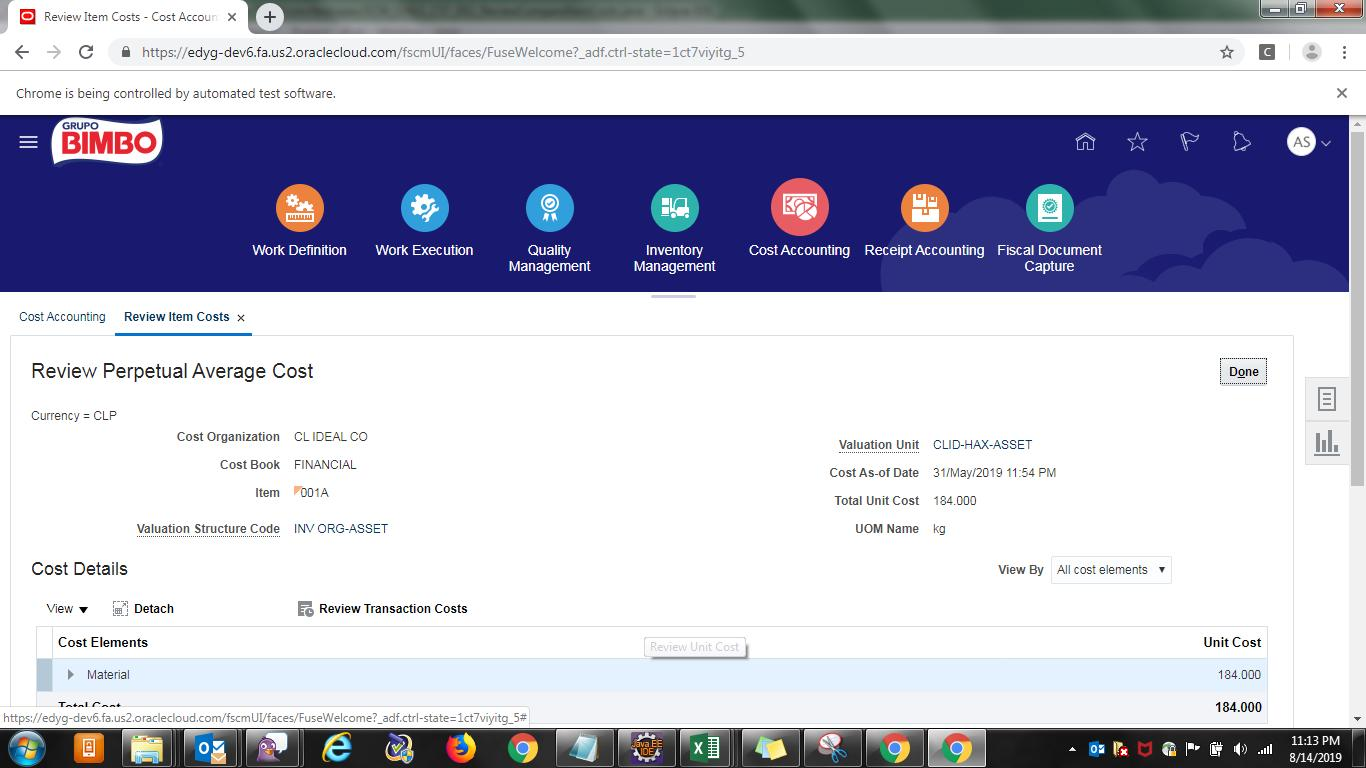 Review Item Costs - Cost Accoun
https://edyg-dev6.fa.us2.oraclecloud.com/fscmUI/faces/FuseWelcome?_adf.ctrl-state=1ct7viyitg_5
C
Chrome is being controlled by automated test software.
GRUPO
BIMBO
AS
Work Definition
Work Execution
Quality
Management
Inventory
Management
Cost Accounting
Receipt Accounting
Fiscal Document
Capture
Cost Accounting
Review Item Costs
Review Perpetual Average Cost
Done
Currency = CLP
Cost Organization CL IDEAL CO
Cost Book FINANCIAL
Item 001A
Valuation Structure Code INV ORG-ASSET
Valuation Unit CLID-HAX-ASSET
Cost As-of Date 31/May/2019 11:54 PM
Total Unit Cost 184.000
UOM Name kg
Cost Details
View By All cost elements
View
Detach
Review Transaction Costs
Cost Elements Unit Cost
Review Unit Cost
Material 184.000
Total Cost 184.000
https://edyg-dev6.fa.us2.oraclecloud.com/fscmUI/faces/FuseWelcome?_adf.ctrl-state=1ct7viyitg_5#
Java EE
IDE
11:13 PM
8/14/2019